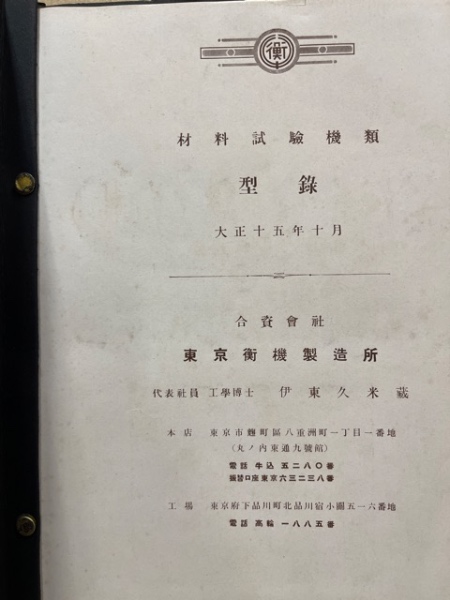 衡
材料試驗機類
型錄
大正十五年十月
合資會社
東京衡機製造所
代表社員 工學博士 伊東久米藏
本店 東京市麴町區八重洲町一丁目一番地
(丸ノ內東通九號館)
電話 牛込 五二八〇番
振替口座東京六三二三八番
工場 東京府下品川町北品川宿小關五一六番地
電話 高輪 一八八五番